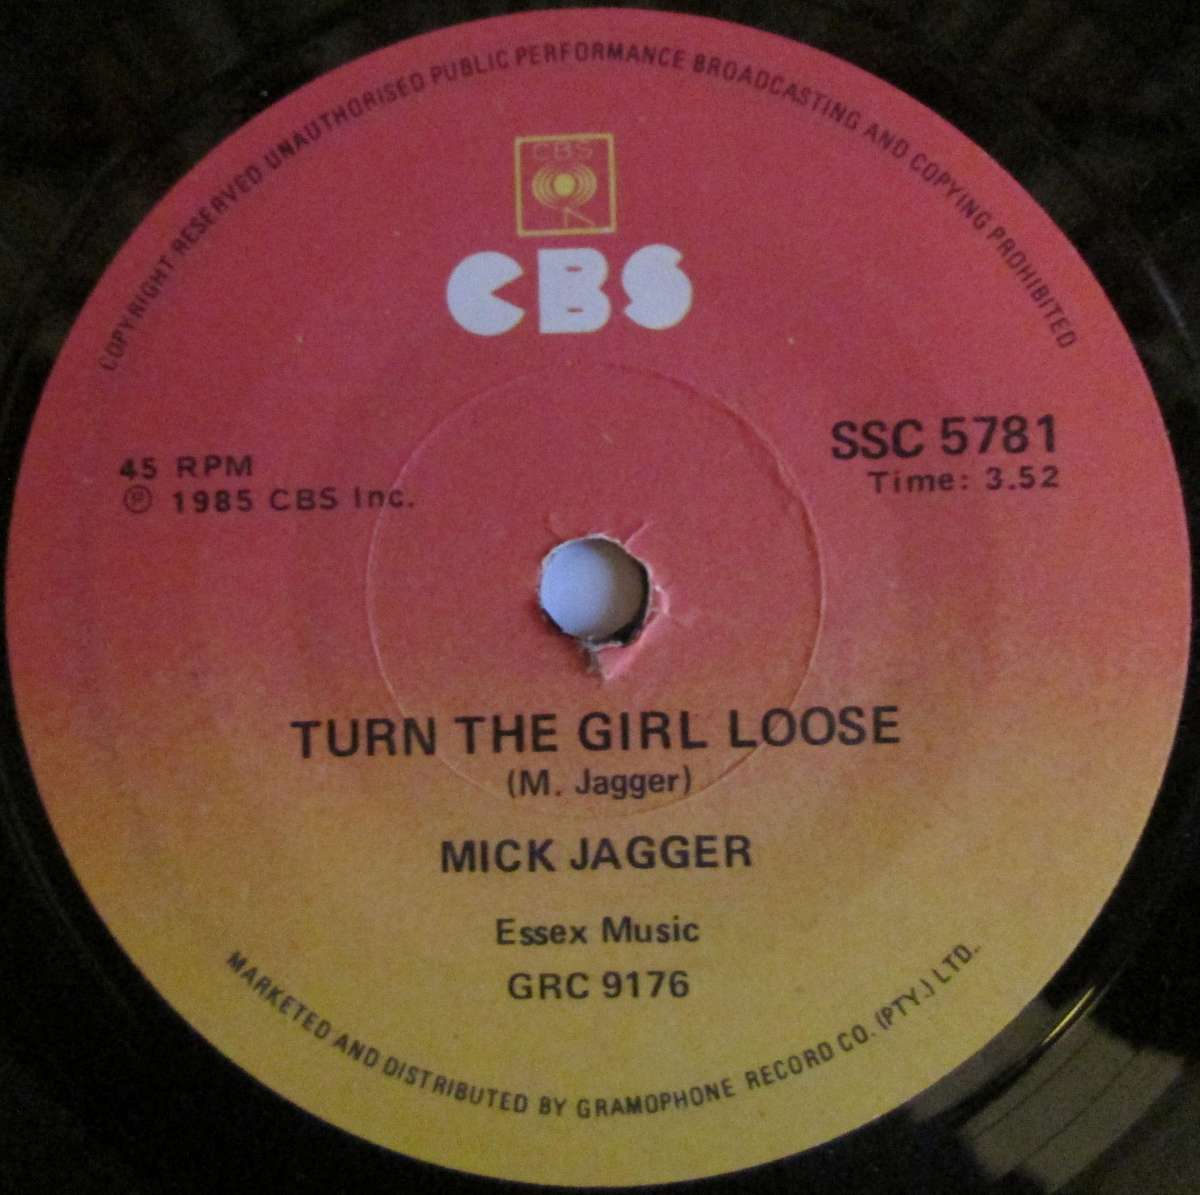 COPYRIGHT RESERVED UNAUTHORISED PUBLIC PERFORMANCE BROADCASTING AND COPYING PROHIBITED
CBS
CBS
SSC 5781
Time: 3.52
45 RPM
℗ 1985 CBS Inc.
TURN THE GIRL LOOSE
(M. Jagger)
MICK JAGGER
Essex Music
GRC 9176
MARKETED AND DISTRIBUTED BY GRAMOPHONE RECORD CO. (PTY.) LTD.